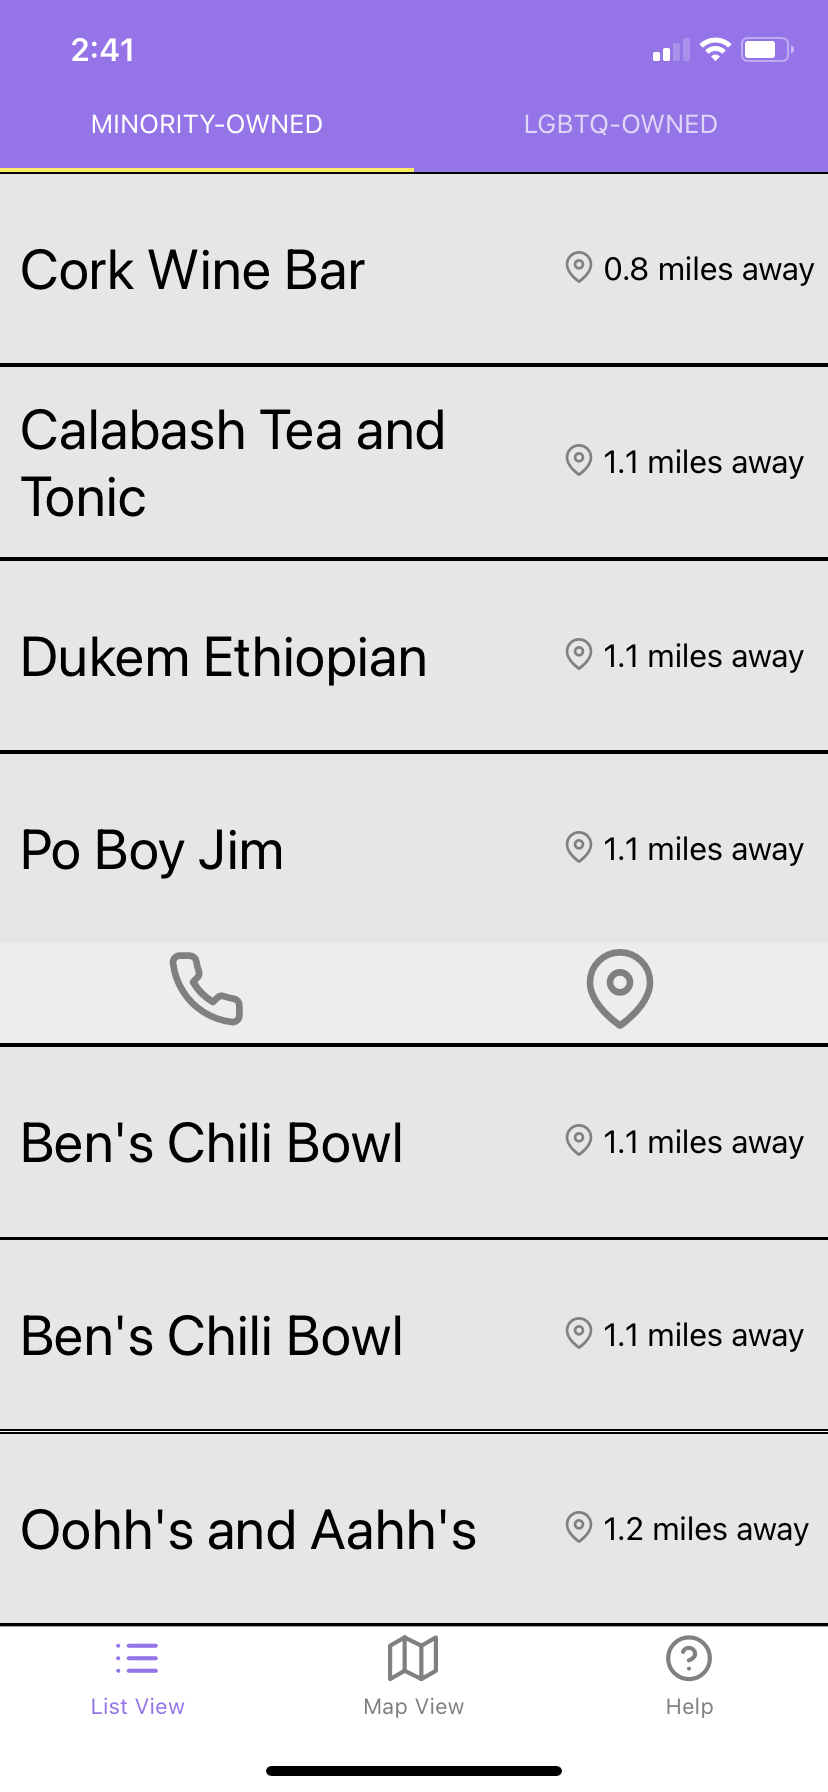 2:41
MINORITY-OWNED
LGBTQ-OWNED
Cork Wine Bar
0.8 miles away
Calabash Tea and
Tonic
1.1 miles away
Dukem Ethiopian
1.1 miles away
Po Boy Jim
1.1 miles away
Ben's Chili Bowl
1.1 miles away
Ben's Chili Bowl
1.1 miles away
Oohh's and Aahh's
1.2 miles away
List View
Map View
Help